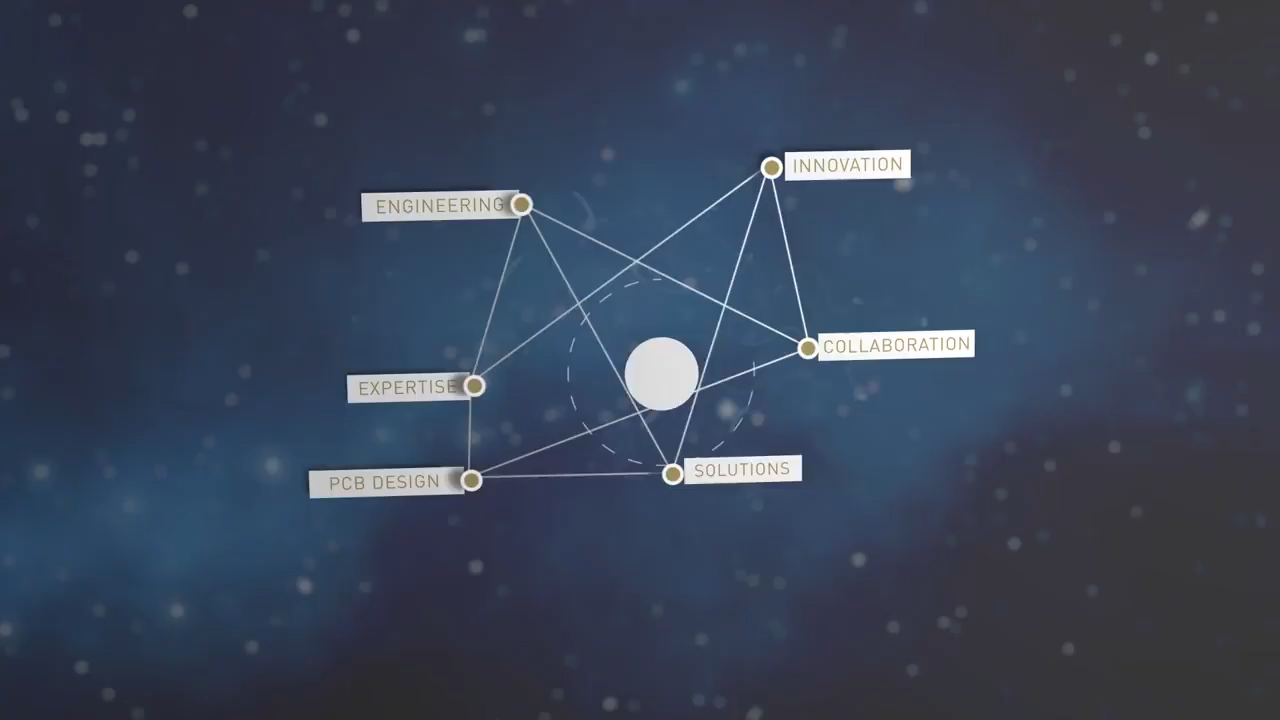 INNOVATION
ENGINEERING
COLLABORATION
EXPERTISE
SOLUTIONS
PCB DESIGN